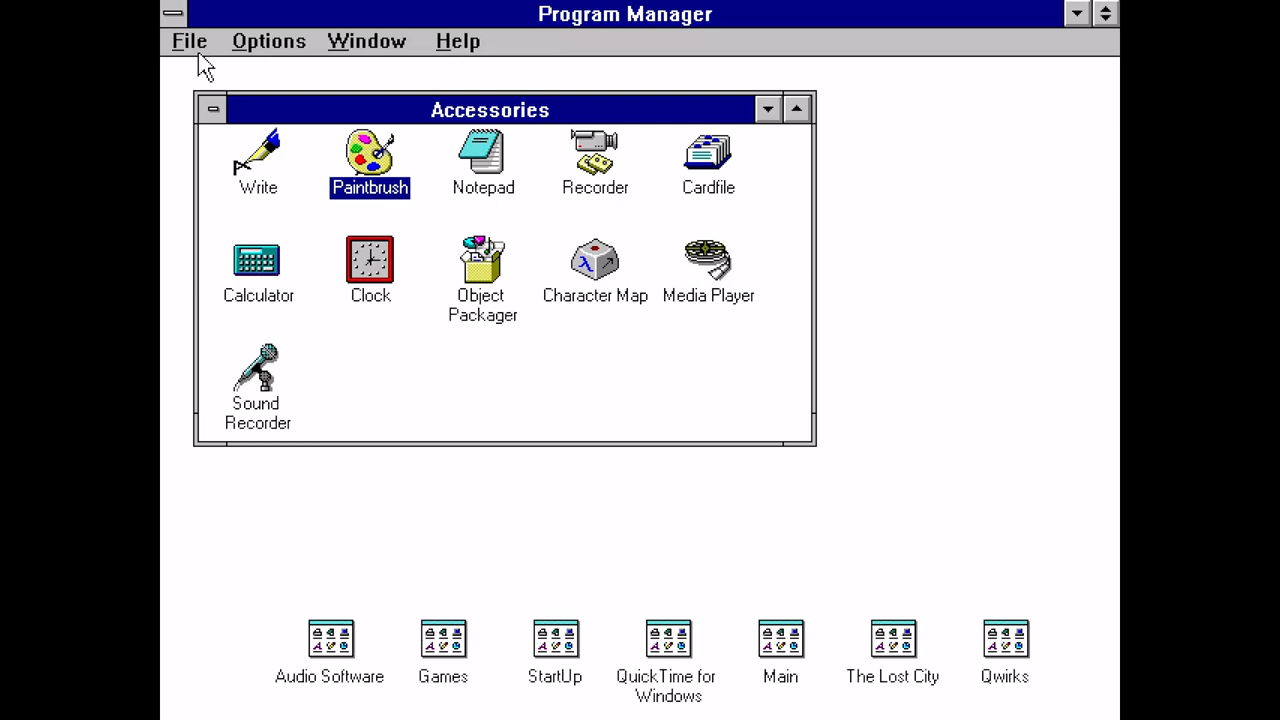 Program Manager
File Options Window Help
Accessories
Write Paintbrush Notepad Recorder Cardfile
Calculator Clock Object Packager Character Map Media Player
Sound Recorder
Audio Software Games StartUp QuickTime for Windows Main The Lost City Qwirks